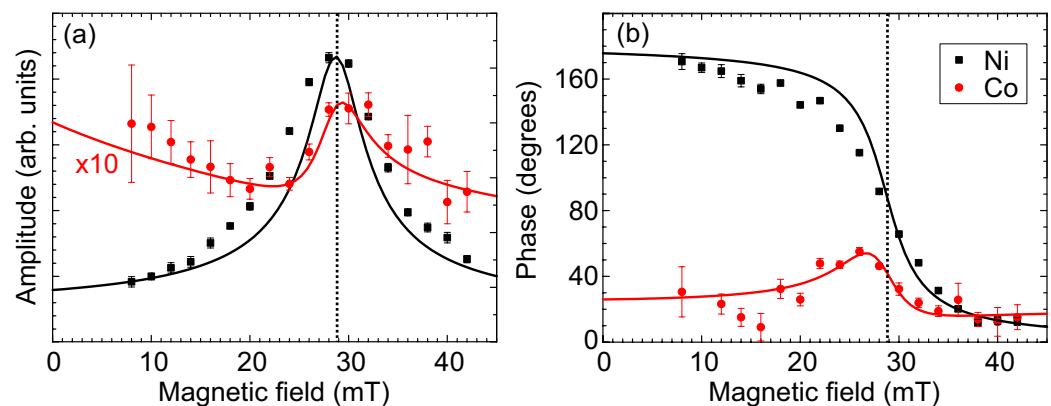 (a)
Amplitude (arb. units)
x10
0 10 20 30 40
Magnetic field (mT)
(b)
Ni
Co
Phase (degrees)
160
120
80
40
0
0 10 20 30 40
Magnetic field (mT)